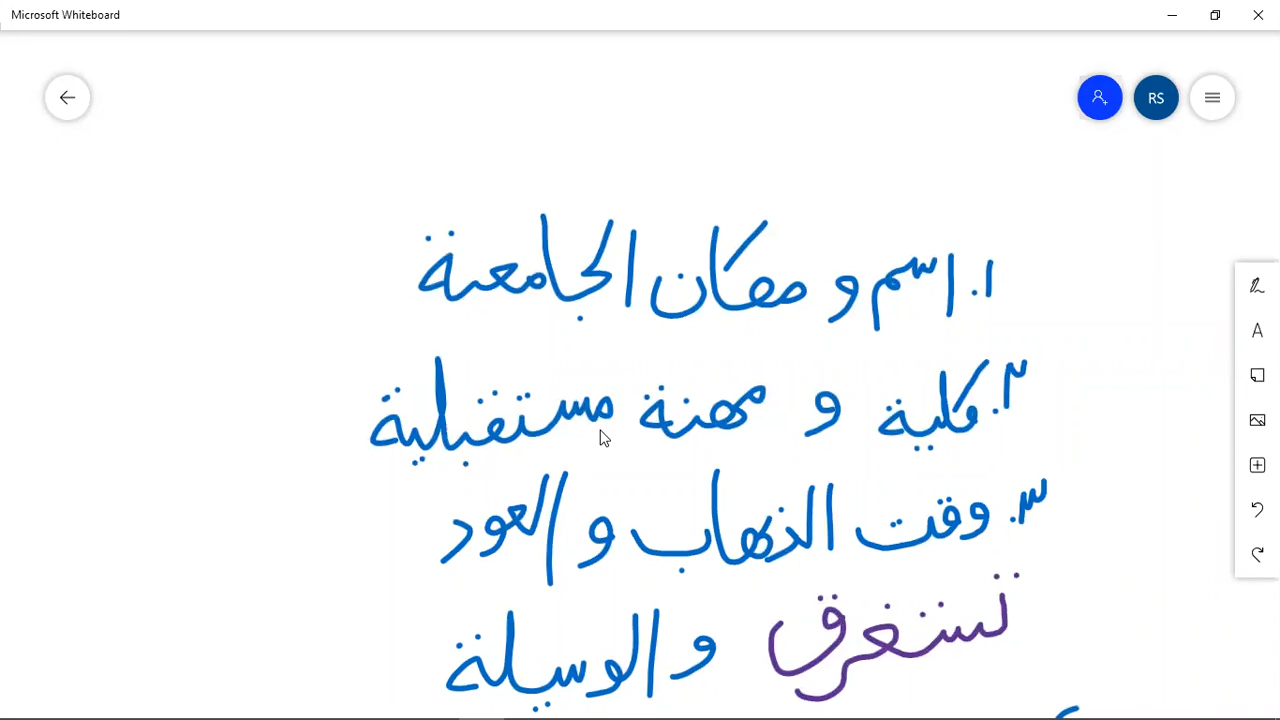 Microsoft Whiteboard
RS
١. اسم و مكان الجامعة
٢. كلية و مهنة مستقبلية
٣. وقت الذهاب و العود
تستغرق و الوسيلة